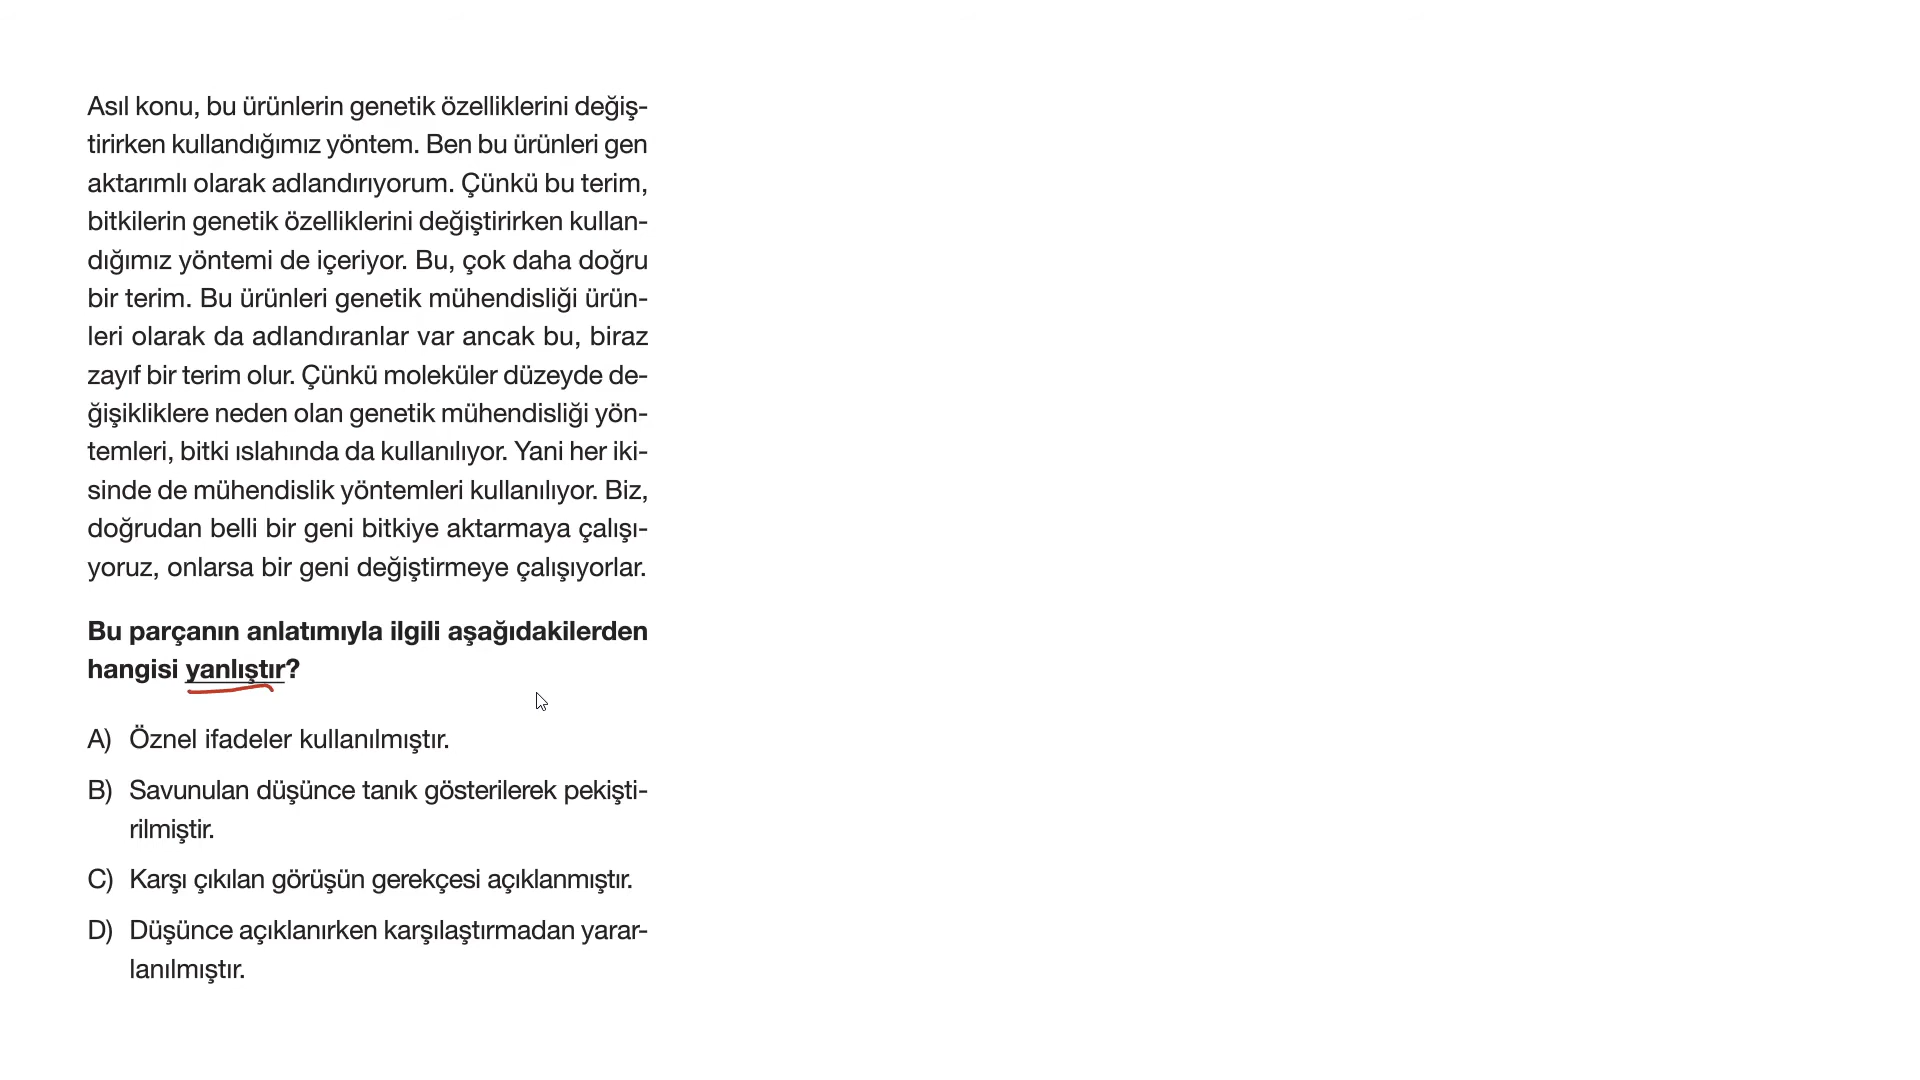 Asıl konu, bu ürünlerin genetik özelliklerini değiş-
tirirken kullandığımız yöntem. Ben bu ürünleri gen
aktarımlı olarak adlandırıyorum. Çünkü bu terim,
bitkilerin genetik özelliklerini değiştirirken kullan-
dığımız yöntemi de içeriyor. Bu, çok daha doğru
bir terim. Bu ürünleri genetik mühendisliği ürün-
leri olarak da adlandıranlar var ancak bu, biraz
zayıf bir terim olur. Çünkü moleküler düzeyde de-
ğişikliklere neden olan genetik mühendisliği yön-
temleri, bitki ıslahında da kullanılıyor. Yani her iki-
sinde de mühendislik yöntemleri kullanılıyor. Biz,
doğrudan belli bir geni bitkiye aktarmaya çalışı-
yoruz, onlarsa bir geni değiştirmeye çalışıyorlar.
Bu parçanın anlatımıyla ilgili aşağıdakilerden
hangisi yanlıştır?
A) Öznel ifadeler kullanılmıştır.
B) Savunulan düşünce tanık gösterilerek pekişti-
rilmiştir.
C) Karşı çıkılan görüşün gerekçesi açıklanmıştır.
D) Düşünce açıklanırken karşılaştırmadan yarar-
lanılmıştır.